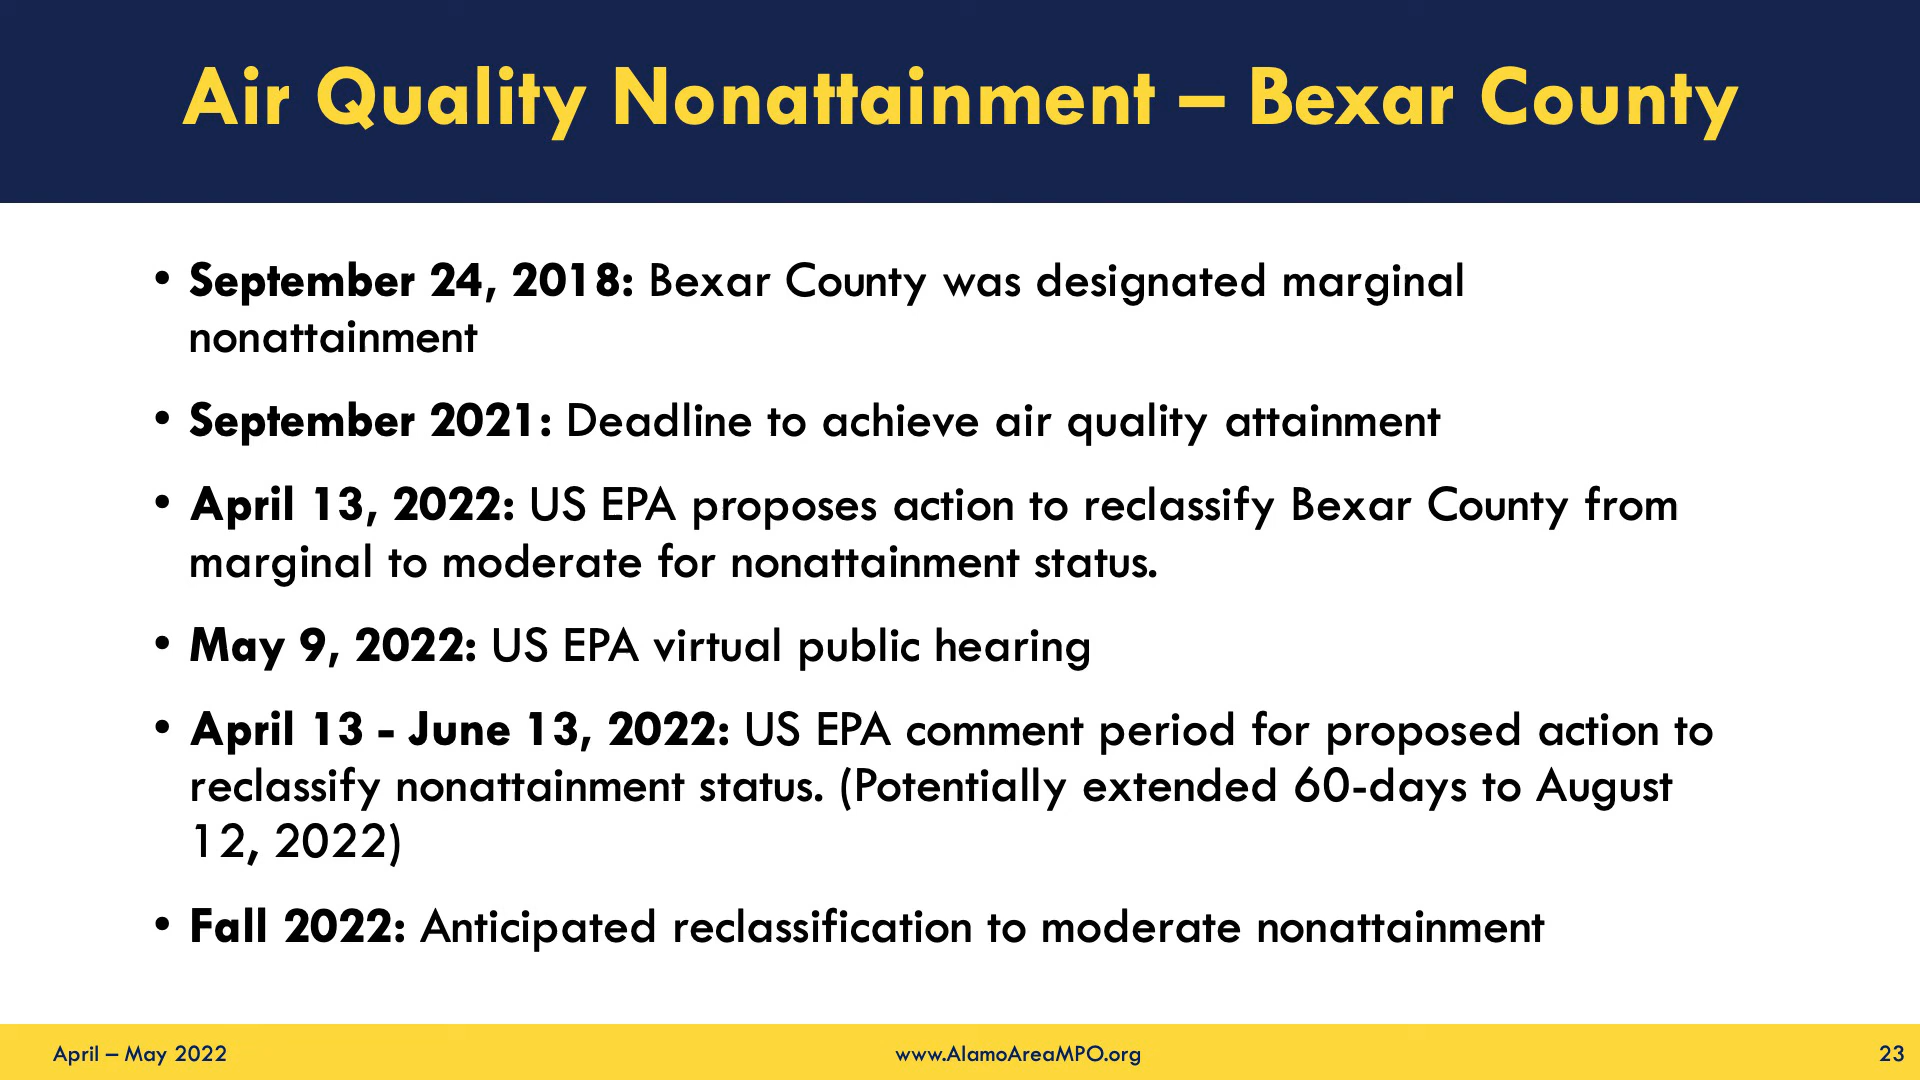 Air Quality Nonattainment – Bexar County
• September 24, 2018: Bexar County was designated marginal
nonattainment
• September 2021: Deadline to achieve air quality attainment
• April 13, 2022: US EPA proposes action to reclassify Bexar County from
marginal to moderate for nonattainment status.
• May 9, 2022: US EPA virtual public hearing
• April 13 - June 13, 2022: US EPA comment period for proposed action to
reclassify nonattainment status. (Potentially extended 60-days to August
12, 2022)
• Fall 2022: Anticipated reclassification to moderate nonattainment
April – May 2022
www.AlamoAreaMPO.org
23